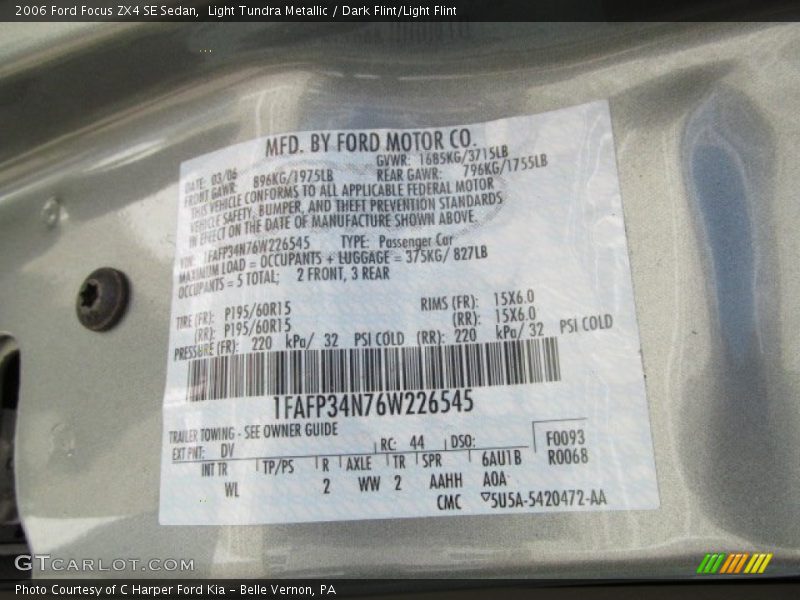 2006 Ford Focus ZX4 SE Sedan,  Light Tundra Metallic / Dark Flint/Light Flint
MFD. BY FORD MOTOR CO.
DATE: 03/06 GVWR: 1685KG/3715LB
FRONT GAWR: 896KG/1975LB REAR GAWR: 796KG/1755LB
THIS VEHICLE CONFORMS TO ALL APPLICABLE FEDERAL MOTOR
VEHICLE SAFETY, BUMPER, AND THEFT PREVENTION STANDARDS
IN EFFECT ON THE DATE OF MANUFACTURE SHOWN ABOVE.
VIN: 1FAFP34N76W226545 TYPE: Passenger Car
MAXIMUM LOAD = OCCUPANTS + LUGGAGE = 375KG/ 827LB
OCCUPANTS = 5 TOTAL; 2 FRONT, 3 REAR
TIRE (FR): P195/60R15 RIMS (FR): 15X6.0
(RR): P195/60R15 (RR): 15X6.0
PRESSURE (FR): 220 kPa/ 32 PSI COLD (RR): 220 kPa/ 32 PSI COLD
1FAFP34N76W226545
TRAILER TOWING - SEE OWNER GUIDE
EXT PNT: DV RC: 44 DSO: F0093
INT TR TP/PS R AXLE TR SPR 6AU1B R0068
WL 2 WW 2 AAHH A0A
CMC 5U5A-5420472-AA
GTCARLOT.COM
Photo Courtesy of C Harper Ford Kia – Belle Vernon, PA